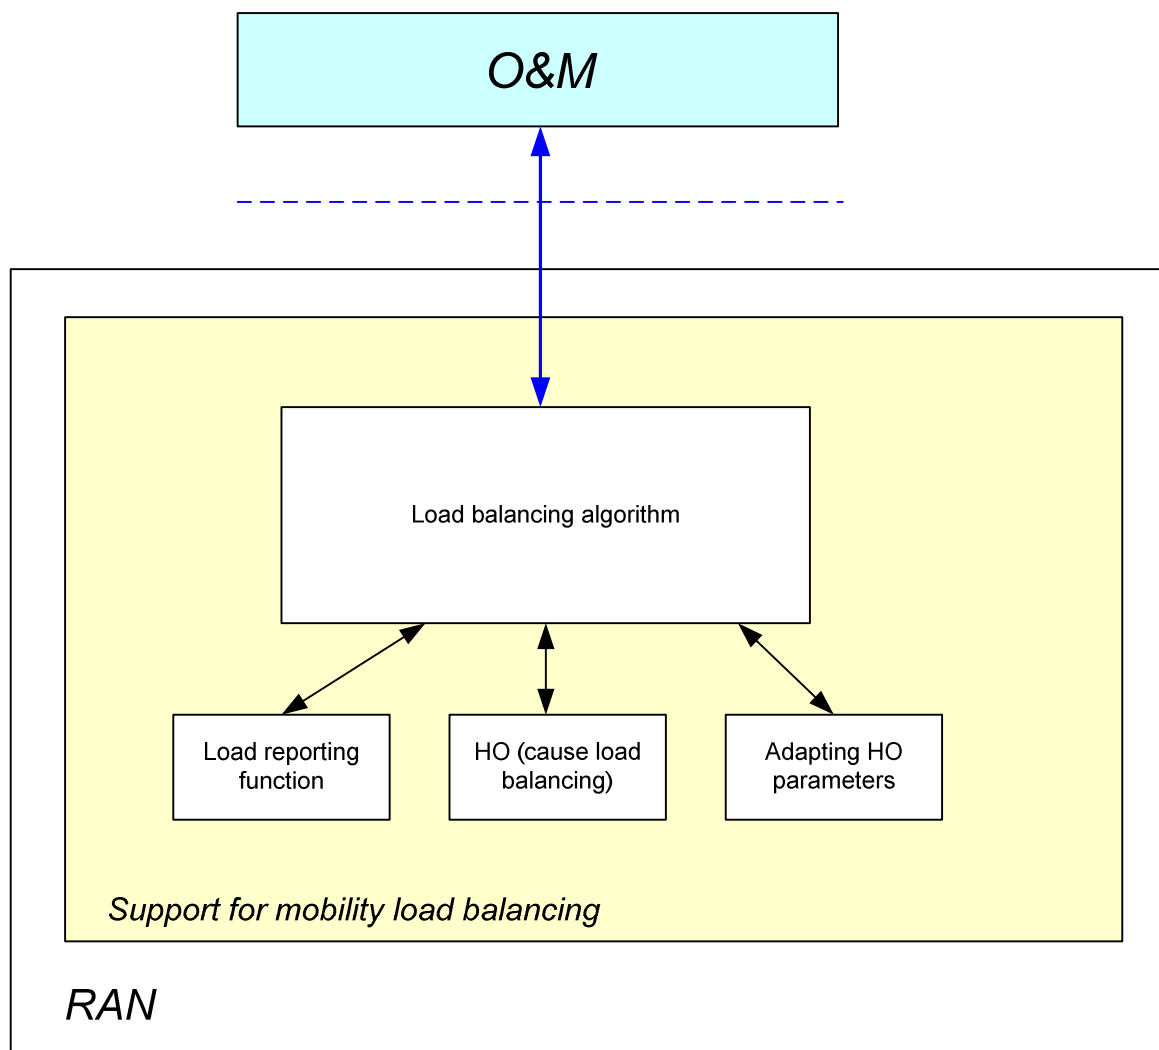 O&M
Load balancing algorithm
Load reporting
function
HO (cause load
balancing)
Adapting HO
parameters
Support for mobility load balancing
RAN